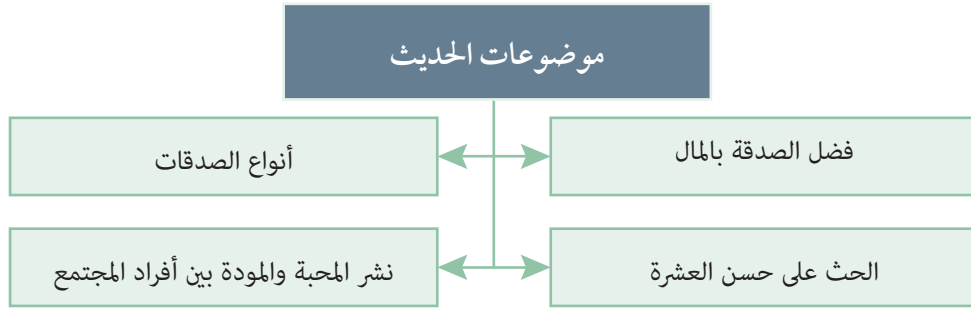 موضوعات الحديث
فضل الصدقة بالمال
أنواع الصدقات
الحث على حسن العشرة
نشر المحبة والمودة بين أفراد المجتمع